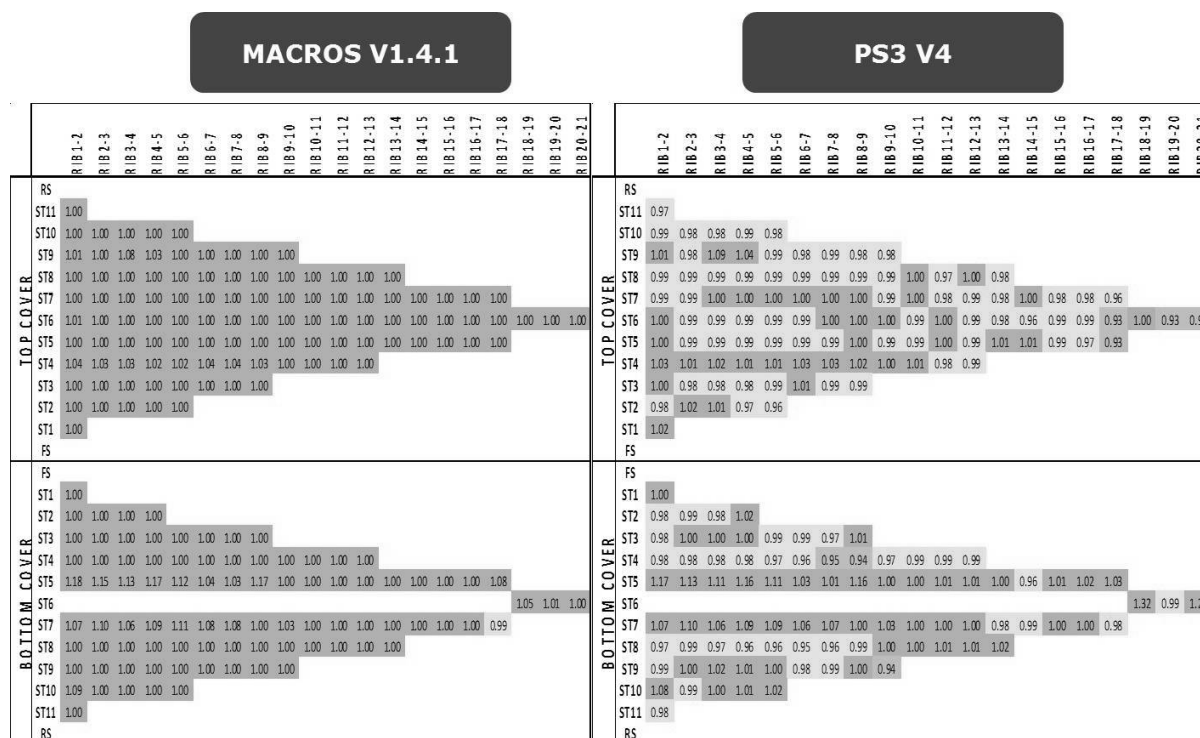 MACROS V1.4.1
PS3 V4
RIB1-2 RIB2-3 RIB3-4 RIB4-5 RIB5-6 RIB6-7 RIB7-8 RIB8-9 RIB9-10 RIB10-11 RIB11-12 RIB12-13 RIB13-14 RIB14-15 RIB15-16 RIB16-17 RIB17-18 RIB18-19 RIB19-20 RIB20-21
TOP COVER
RS
ST11 1.00
ST10 1.00 1.00 1.00 1.00 1.00
ST9 1.01 1.00 1.08 1.03 1.00 1.00 1.00 1.00 1.00
ST8 1.00 1.00 1.00 1.00 1.00 1.00 1.00 1.00 1.00 1.00 1.00 1.00 1.00
ST7 1.00 1.00 1.00 1.00 1.00 1.00 1.00 1.00 1.00 1.00 1.00 1.00 1.00 1.00 1.00 1.00 1.00
ST6 1.01 1.00 1.00 1.00 1.00 1.00 1.00 1.00 1.00 1.00 1.00 1.00 1.00 1.00 1.00 1.00 1.00 1.00 1.00 1.00
ST5 1.00 1.00 1.00 1.00 1.00 1.00 1.00 1.00 1.00 1.00 1.00 1.00 1.00 1.00 1.00 1.00 1.00
ST4 1.04 1.03 1.03 1.02 1.02 1.04 1.04 1.03 1.00 1.00 1.00 1.00
ST3 1.00 1.00 1.00 1.00 1.00 1.00 1.00 1.00
ST2 1.00 1.00 1.00 1.00 1.00
ST1 1.00
FS
BOTTOM COVER
FS
ST1 1.00
ST2 1.00 1.00 1.00 1.00
ST3 1.00 1.00 1.00 1.00 1.00 1.00 1.00 1.00
ST4 1.00 1.00 1.00 1.00 1.00 1.00 1.00 1.00 1.00 1.00 1.00 1.00
ST5 1.18 1.15 1.13 1.17 1.12 1.04 1.03 1.17 1.00 1.00 1.00 1.00 1.00 1.00 1.00 1.00 1.08
ST6 1.05 1.01 1.00
ST7 1.07 1.10 1.06 1.09 1.11 1.08 1.08 1.00 1.03 1.00 1.00 1.00 1.00 1.00 1.00 1.00 0.99
ST8 1.00 1.00 1.00 1.00 1.00 1.00 1.00 1.00 1.00 1.00 1.00 1.00 1.00
ST9 1.00 1.00 1.00 1.00 1.00 1.00 1.00 1.00 1.00
ST10 1.09 1.00 1.00 1.00 1.00
ST11 1.00
RS
RIB1-2 RIB2-3 RIB3-4 RIB4-5 RIB5-6 RIB6-7 RIB7-8 RIB8-9 RIB9-10 RIB10-11 RIB11-12 RIB12-13 RIB13-14 RIB14-15 RIB15-16 RIB16-17 RIB17-18 RIB18-19 RIB19-20
TOP COVER
RS
ST11 0.97
ST10 0.99 0.98 0.98 0.99 0.98
ST9 1.01 0.98 1.09 1.04 0.99 0.98 0.99 0.98 0.98
ST8 0.99 0.99 0.99 0.99 0.99 0.99 0.99 0.99 0.99 1.00 0.97 1.00 0.98
ST7 0.99 0.99 1.00 1.00 1.00 1.00 1.00 1.00 0.99 1.00 0.98 0.99 0.98 1.00 0.98 0.98 0.96
ST6 1.00 0.99 0.99 0.99 0.99 0.99 1.00 1.00 1.00 0.99 1.00 0.99 0.98 0.96 0.99 0.99 0.93 1.00 0.93
ST5 1.00 0.99 0.99 0.99 0.99 0.99 0.99 1.00 0.99 0.99 1.00 0.99 1.01 1.01 0.99 0.97 0.93
ST4 1.03 1.01 1.02 1.01 1.01 1.03 1.03 1.02 1.00 1.01 0.98 0.99
ST3 1.00 0.98 0.98 0.98 0.99 1.01 0.99 0.99
ST2 0.98 1.02 1.01 0.97 0.96
ST1 1.02
FS
BOTTOM COVER
FS
ST1 1.00
ST2 0.98 0.99 0.98 1.02
ST3 0.98 1.00 1.00 1.00 0.99 0.99 0.97 1.01
ST4 0.98 0.98 0.98 0.98 0.97 0.96 0.95 0.94 0.97 0.99 0.99 0.99
ST5 1.17 1.13 1.11 1.16 1.11 1.03 1.01 1.16 1.00 1.00 1.01 1.01 1.00 0.96 1.01 1.02 1.03
ST6 1.32 0.99
ST7 1.07 1.10 1.06 1.09 1.09 1.06 1.07 1.00 1.03 1.00 1.00 1.00 0.98 0.99 1.00 1.00 0.98
ST8 0.97 0.99 0.97 0.96 0.96 0.95 0.96 0.99 1.00 1.00 1.01 1.01 1.02
ST9 0.99 1.00 1.02 1.01 1.00 0.98 0.99 1.00 0.94
ST10 1.08 0.99 1.00 1.01 1.02
ST11 0.98
RS